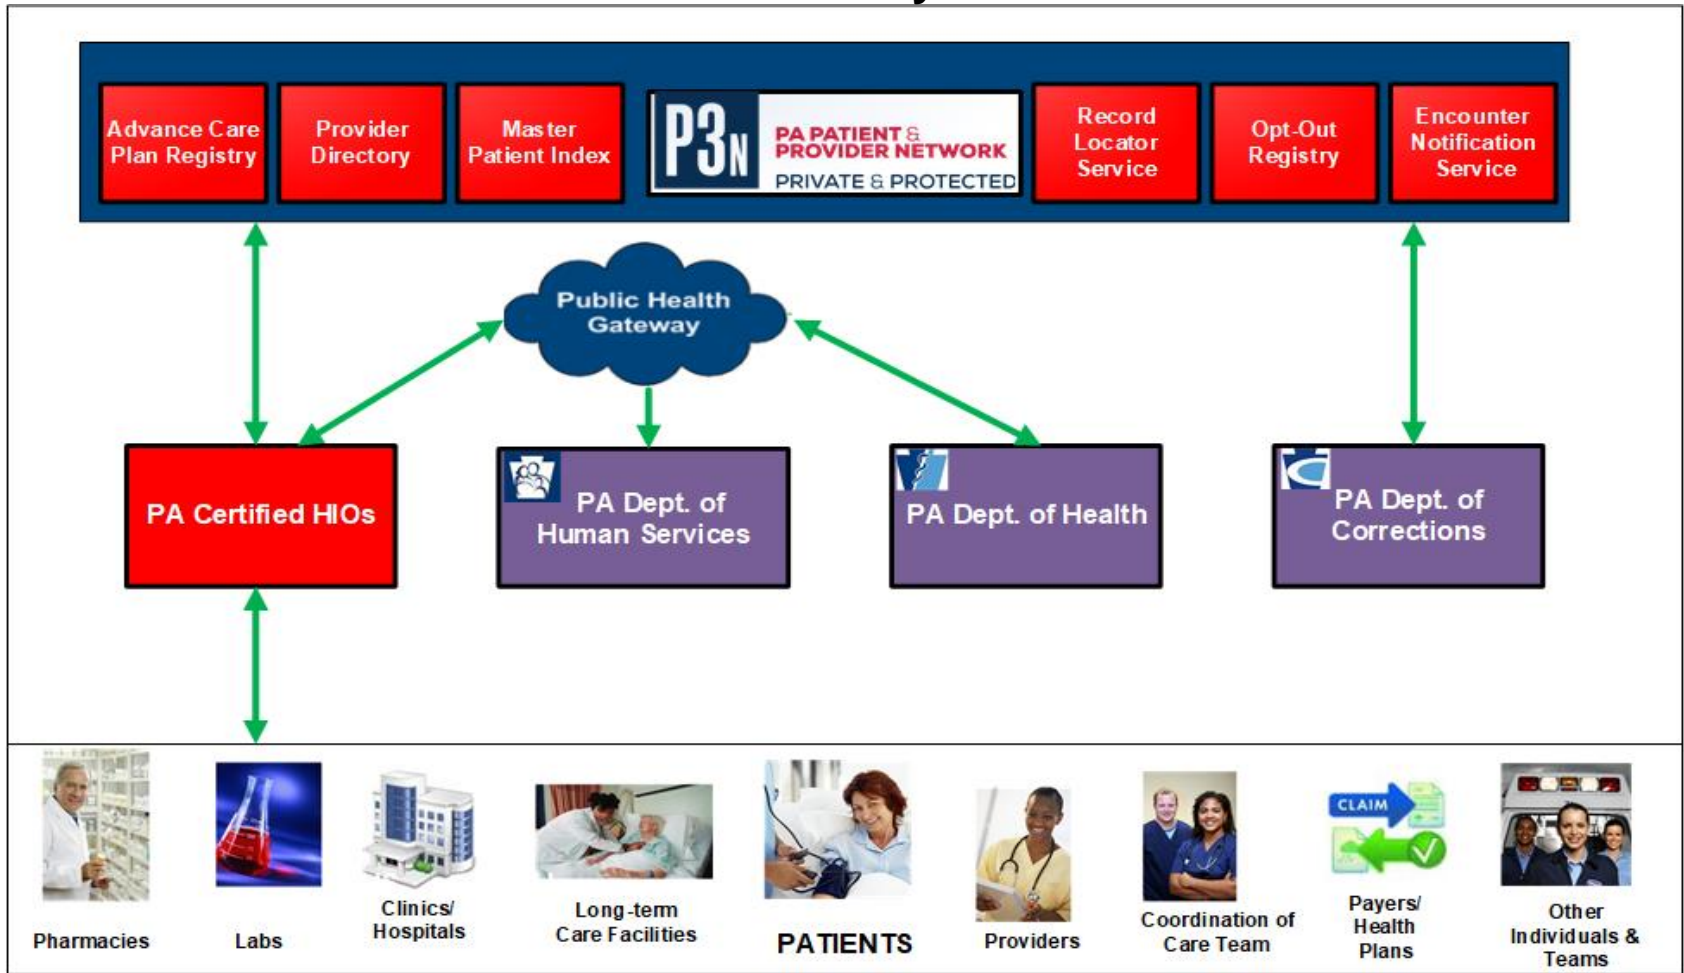 Advance Care
Plan Registry
Provider
Directory
Master
Patient Index
P3N
PA PATIENT &
PROVIDER NETWORK
PRIVATE & PROTECTED
Record
Locator
Service
Opt-Out
Registry
Encounter
Notification
Service
Public Health
Gateway
PA Certified HIOs
PA Dept. of
Human Services
PA Dept. of Health
PA Dept. of
Corrections
CLAIM
Pharmacies
Labs
Clinics/
Hospitals
Long-term
Care Facilities
PATIENTS
Providers
Coordination of
Care Team
Payers/
Health
Plans
Other
Individuals &
Teams